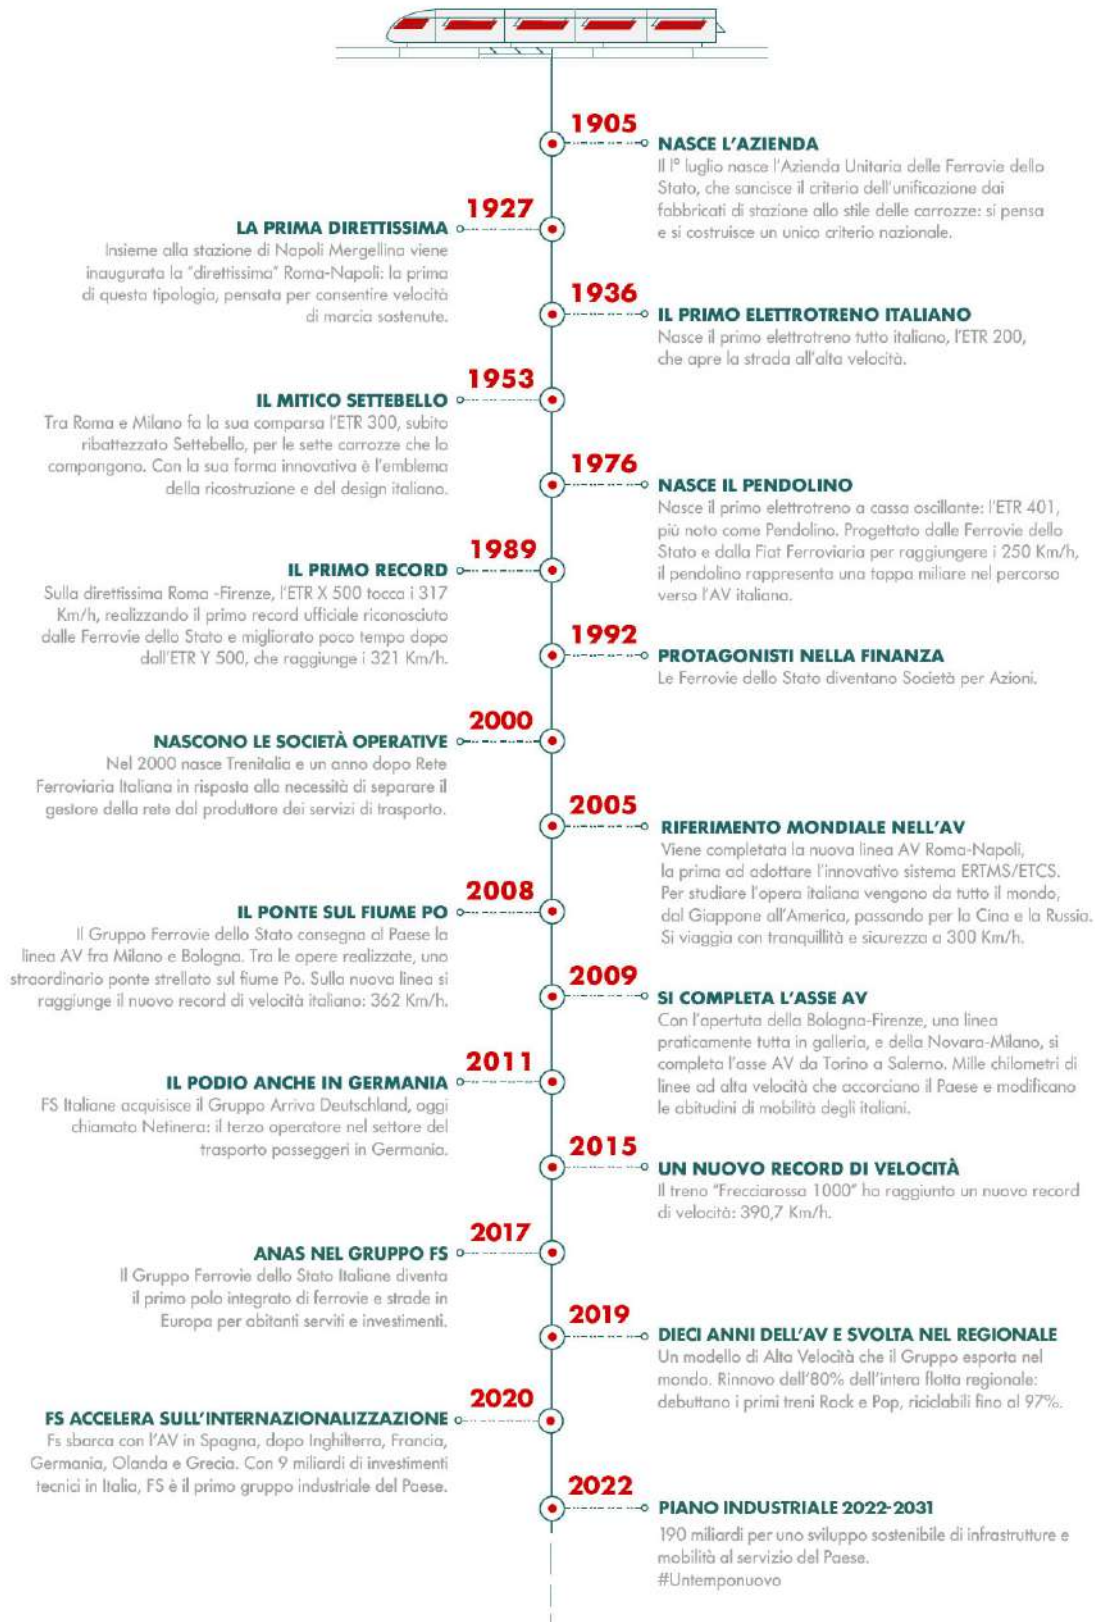 1905
NASCE L'AZIENDA
Il I° luglio nasce l'Azienda Unitaria delle Ferrovie dello
Stato, che sancisce il criterio dell'unificazione dai
fabbricati di stazione allo stile delle carrozze: si pensa
e si costruisce un unico criterio nazionale.
1927
LA PRIMA DIRETTISSIMA
Insieme alla stazione di Napoli Mergellina viene
inaugurata la "direttissima" Roma-Napoli: la prima
di questa tipologia, pensata per consentire velocità
di marcia sostenute.
1936
IL PRIMO ELETTROTRENO ITALIANO
Nasce il primo elettrotreno tutto italiano, l'ETR 200,
che apre la strada all'alta velocità.
1953
IL MITICO SETTEBELLO
Tra Roma e Milano fa la sua comparsa l'ETR 300, subito
ribattezzato Settebello, per le sette carrozze che lo
compongono. Con la sua forma innovativa è l'emblema
della ricostruzione e del design italiano.
1976
NASCE IL PENDOLINO
Nasce il primo elettrotreno a cassa oscillante: l'ETR 401,
più noto come Pendolino. Progettato dalle Ferrovie dello
Stato e dalla Fiat Ferroviaria per raggiungere i 250 Km/h,
il pendolino rappresenta una tappa miliare nel percorso
verso l'AV italiana.
1989
IL PRIMO RECORD
Sulla direttissima Roma -Firenze, l'ETR X 500 tocca i 317
Km/h, realizzando il primo record ufficiale riconosciuto
dalle Ferrovie dello Stato e migliorato poco tempo dopo
dall'ETR Y 500, che raggiunge i 321 Km/h.
1992
PROTAGONISTI NELLA FINANZA
Le Ferrovie dello Stato diventano Società per Azioni.
2000
NASCONO LE SOCIETÀ OPERATIVE
Nel 2000 nasce Trenitalia e un anno dopo Rete
Ferroviaria Italiana in risposta alla necessità di separare il
gestore della rete dal produttore dei servizi di trasporto.
2005
RIFERIMENTO MONDIALE NELL'AV
Viene completata la nuova linea AV Roma-Napoli,
la prima ad adottare l'innovativo sistema ERTMS/ETCS.
Per studiare l'opera italiana vengono da tutto il mondo,
dal Giappone all'America, passando per la Cina e la Russia.
Si viaggia con tranquillità e sicurezza a 300 Km/h.
2008
IL PONTE SUL FIUME PO
Il Gruppo Ferrovie dello Stato consegna al Paese la
linea AV fra Milano e Bologna. Tra le opere realizzate, uno
straordinario ponte strellato sul fiume Po. Sulla nuova linea si
raggiunge il nuovo record di velocità italiano: 362 Km/h.
2009
SI COMPLETA L'ASSE AV
Con l'apertuta della Bologna-Firenze, una linea
praticamente tutta in galleria, e della Novara-Milano, si
completa l'asse AV da Torino a Salerno. Mille chilometri di
linee ad alta velocità che accorciano il Paese e modificano
le abitudini di mobilità degli italiani.
2011
IL PODIO ANCHE IN GERMANIA
FS Italiane acquisisce il Gruppo Arriva Deutschland, oggi
chiamata Netinera: il terzo operatore nel settore del
trasporto passeggeri in Germania.
2015
UN NUOVO RECORD DI VELOCITÀ
Il treno "Frecciarossa 1000" ha raggiunto un nuovo record
di velocità: 390,7 Km/h.
2017
ANAS NEL GRUPPO FS
Il Gruppo Ferrovie dello Stato Italiane diventa
il primo polo integrato di ferrovie e strade in
Europa per abitanti serviti e investimenti.
2019
DIECI ANNI DELL'AV E SVOLTA NEL REGIONALE
Un modello di Alta Velocità che il Gruppo esporta nel
mondo. Rinnovo dell'80% dell'intera flotta regionale:
debuttano i primi treni Rock e Pop, riciclabili fino al 97%.
2020
FS ACCELERA SULL'INTERNAZIONALIZZAZIONE
Fs sbarca con l'AV in Spagna, dopo Inghilterra, Francia,
Germania, Olanda e Grecia. Con 9 miliardi di investimenti
tecnici in Italia, FS è il primo gruppo industriale del Paese.
2022
PIANO INDUSTRIALE 2022-2031
190 miliardi per uno sviluppo sostenibile di infrastrutture e
mobilità al servizio del Paese.
#Untemponuovo